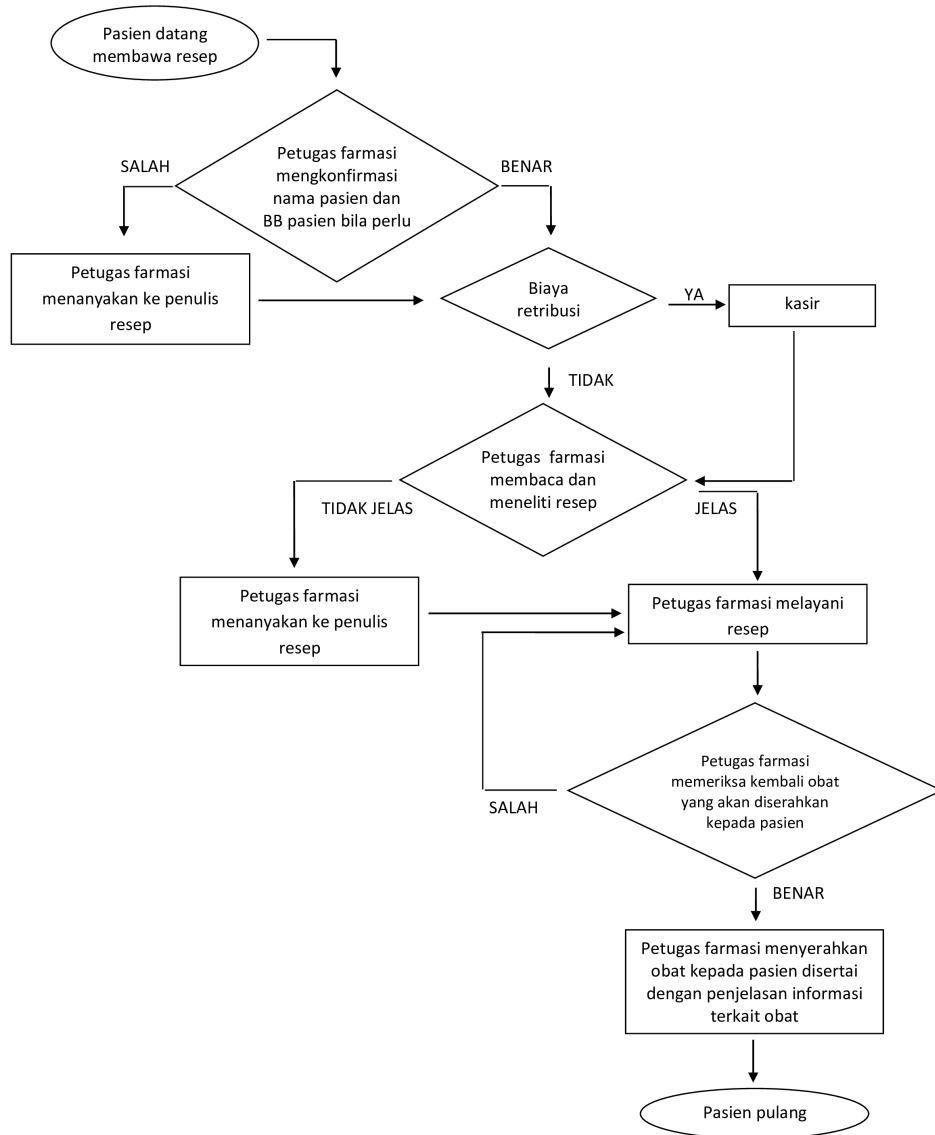 Pasien datang
membawa resep
Petugas farmasi
mengkonfirmasi
nama pasien dan
BB pasien bila perlu
SALAH
BENAR
Petugas farmasi
menanyakan ke penulis
resep
Biaya
retribusi
YA
kasir
TIDAK
Petugas farmasi
membaca dan
meneliti resep
TIDAK JELAS
JELAS
Petugas farmasi
menanyakan ke penulis
resep
Petugas farmasi melayani
resep
Petugas farmasi
memeriksa kembali obat
yang akan diserahkan
kepada pasien
SALAH
BENAR
Petugas farmasi menyerahkan
obat kepada pasien disertai
dengan penjelasan informasi
terkait obat
Pasien pulang